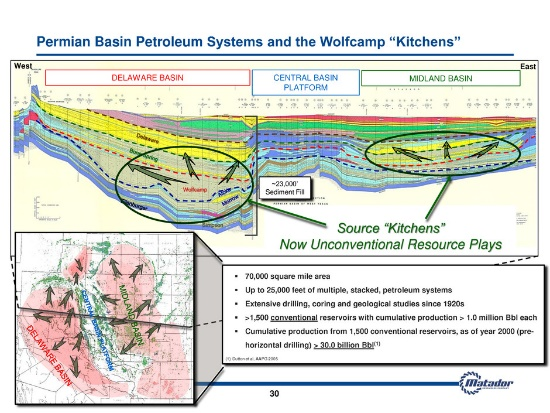 Permian Basin Petroleum Systems and the Wolfcamp “Kitchens”
West
East
DELAWARE BASIN
CENTRAL BASIN
PLATFORM
MIDLAND BASIN
Delaware
Bone Spring
Wolfcamp
Simpson
~23,000'
Sediment Fill
Source “Kitchens”
Now Unconventional Resource Plays
DELAWARE BASIN
CENTRAL BASIN PLATFORM
MIDLAND BASIN
▪ 70,000 square mile area
▪ Up to 25,000 feet of multiple, stacked, petroleum systems
▪ Extensive drilling, coring and geological studies since 1920s
▪ >1,500 conventional reservoirs with cumulative production > 1.0 million Bbl each
▪ Cumulative production from 1,500 conventional reservoirs, as of year 2000 (pre-
horizontal drilling) > 30.0 billion Bbl(1)
(1) Dutton et al. AAPG 2005
30
Matador